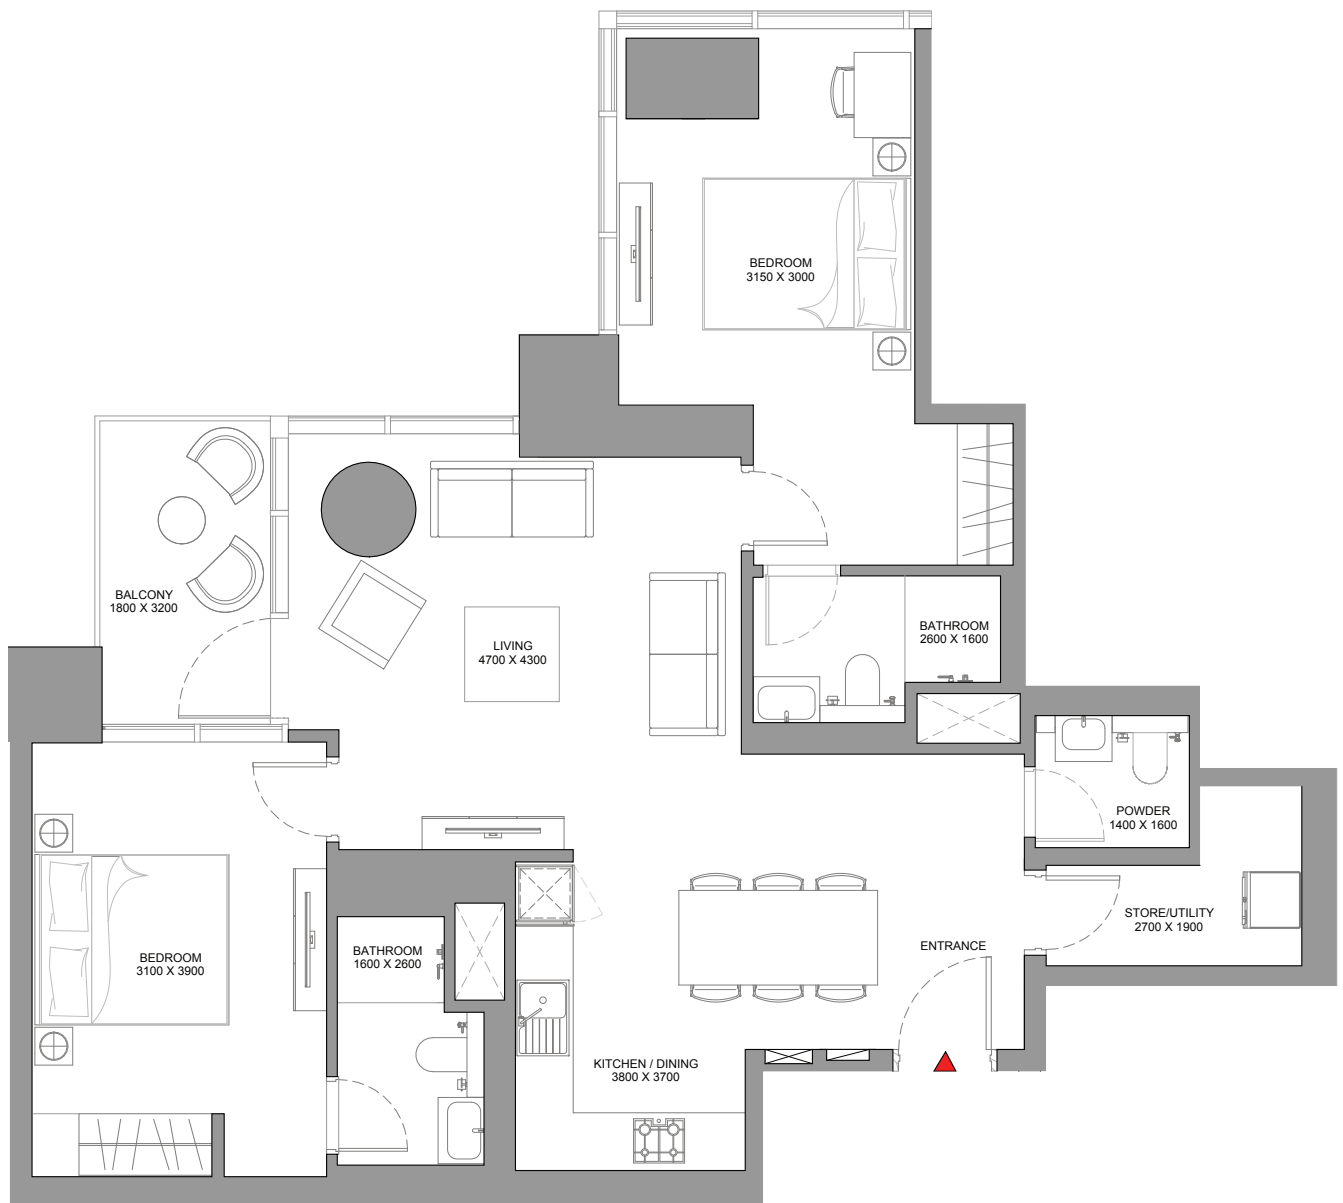 BEDROOM
3150 X 3000
BALCONY
1800 X 3200
LIVING
4700 X 4300
BATHROOM
2600 X 1600
POWDER
1400 X 1600
STORE/UTILITY
2700 X 1900
ENTRANCE
BEDROOM
3100 X 3900
BATHROOM
1600 X 2600
KITCHEN / DINING
3800 X 3700